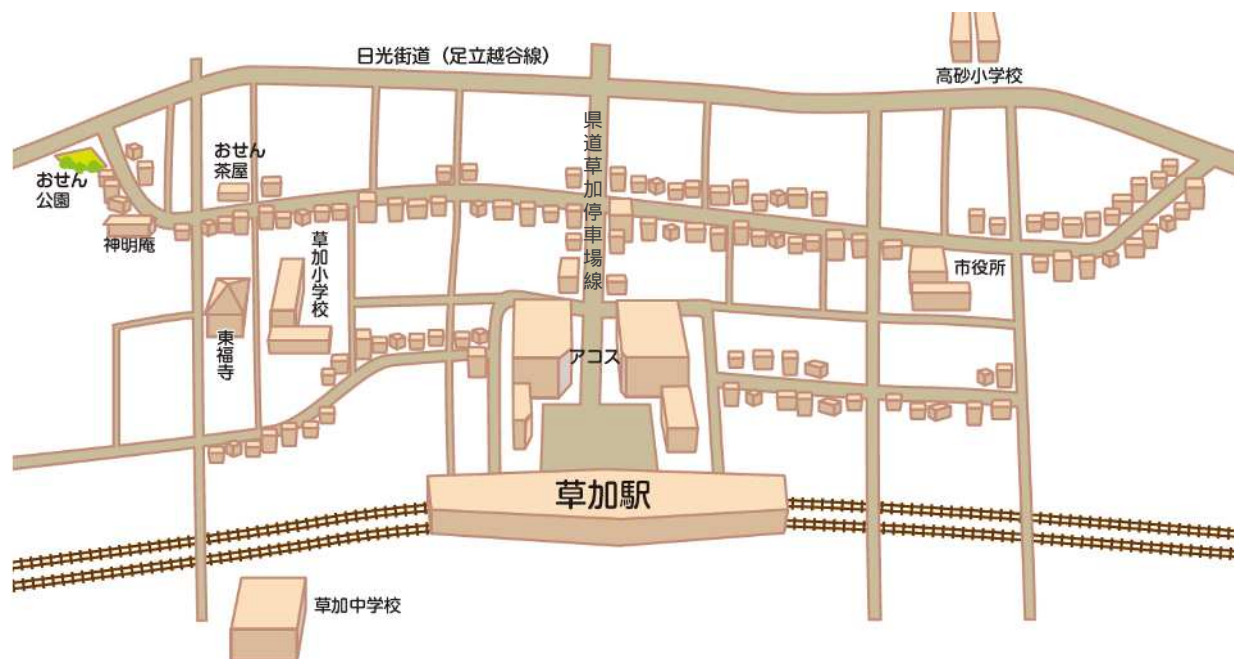 日光街道（足立越谷線）
高砂小学校
県道草加停車場線
おせん
茶屋
おせん
公園
神明庵
草加小学校
市役所
東福寺
アコス
草加駅
草加中学校